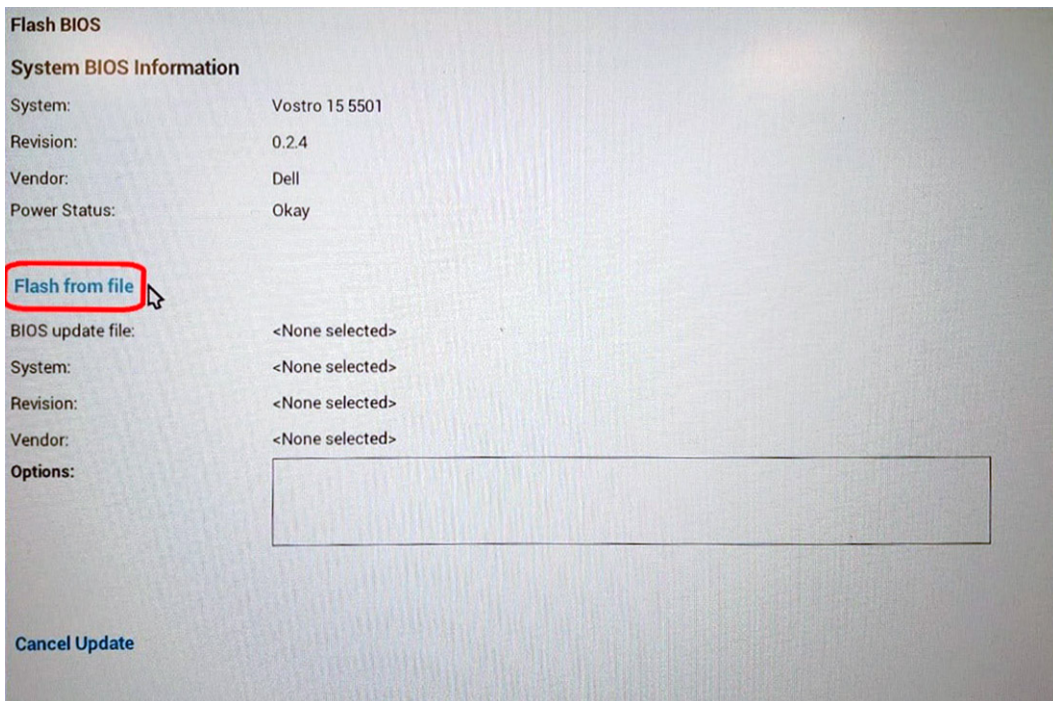 Flash BIOS
System BIOS Information
System: Vostro 15 5501
Revision: 0.2.4
Vendor: Dell
Power Status: Okay
Flash from file
BIOS update file: <None selected>
System: <None selected>
Revision: <None selected>
Vendor: <None selected>
Options:
Cancel Update